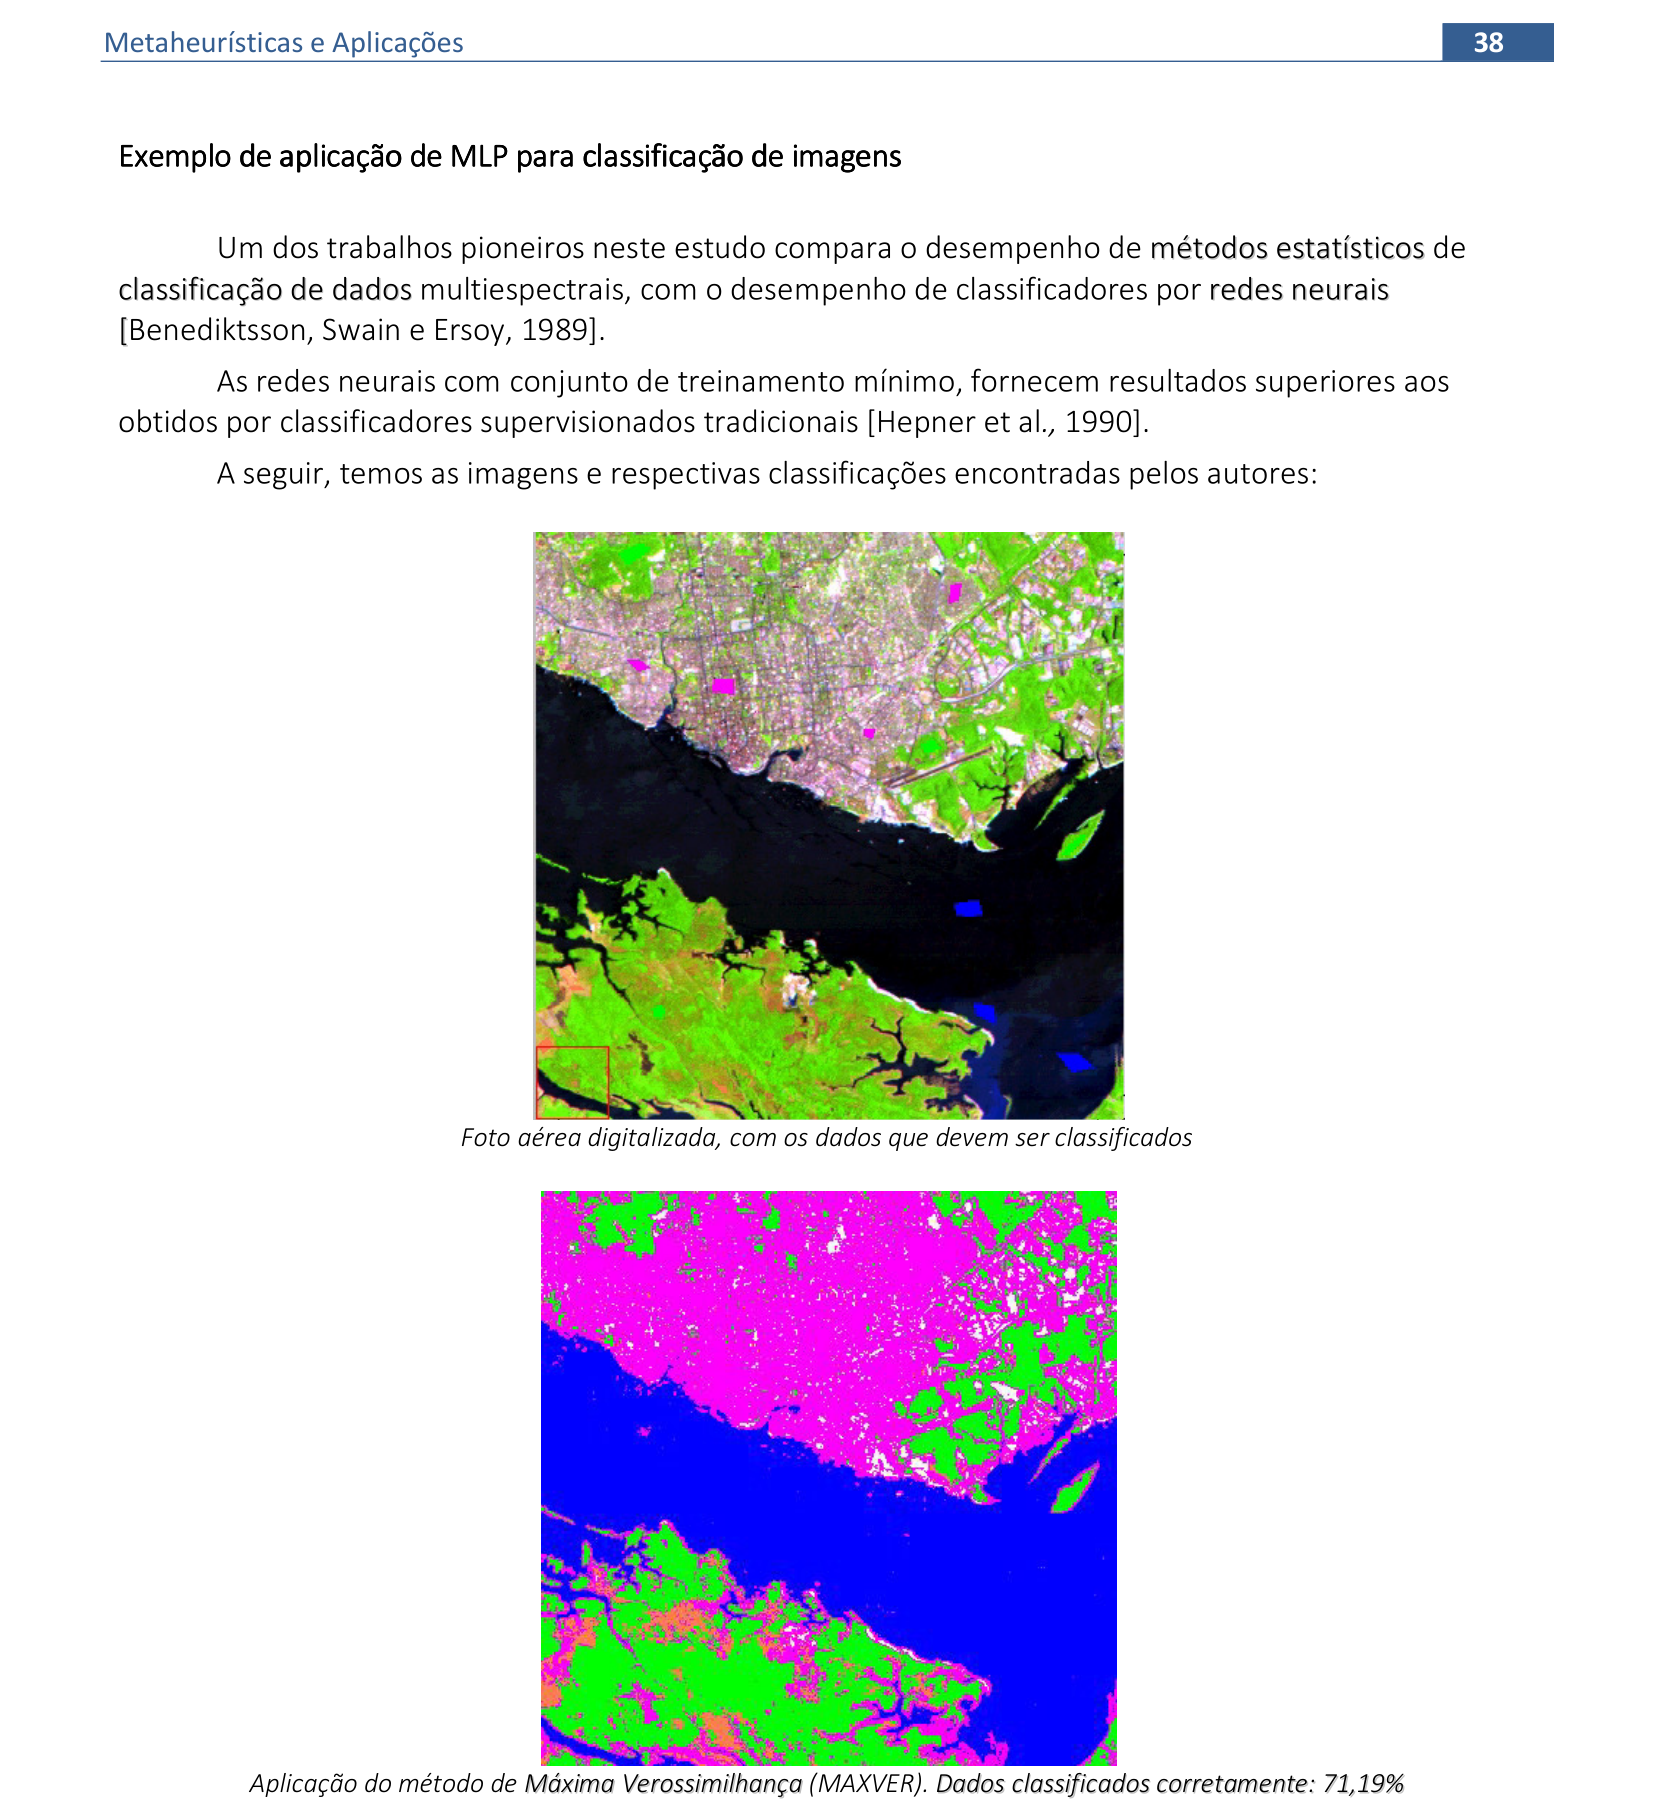 Metaheurísticas e Aplicações
38
Exemplo de aplicação de MLP para classificação de imagens
Um dos trabalhos pioneiros neste estudo compara o desempenho de métodos estatísticos de
classificação de dados multiespectrais, com o desempenho de classificadores por redes neurais
[Benediktsson, Swain e Ersoy, 1989].
As redes neurais com conjunto de treinamento mínimo, fornecem resultados superiores aos
obtidos por classificadores supervisionados tradicionais [Hepner et al., 1990].
A seguir, temos as imagens e respectivas classificações encontradas pelos autores:
Foto aérea digitalizada, com os dados que devem ser classificados
Aplicação do método de Máxima Verossimilhança (MAXVER). Dados classificados corretamente: 71,19%